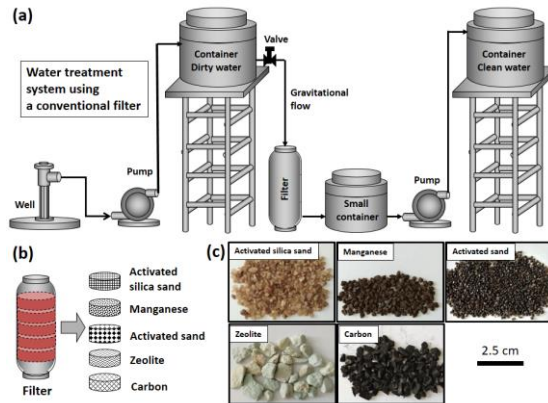 (a)
Water treatment
system using
a conventional filter
Container
Dirty water
Valve
Gravitational
flow
Container
Clean water
Well
Pump
Filter
Small
container
Pump
(b)
Filter
Activated
silica sand
Manganese
Activated sand
Zeolite
Carbon
(c)
Activated silica sand
Manganese
Activated sand
Zeolite
Carbon
2.5 cm